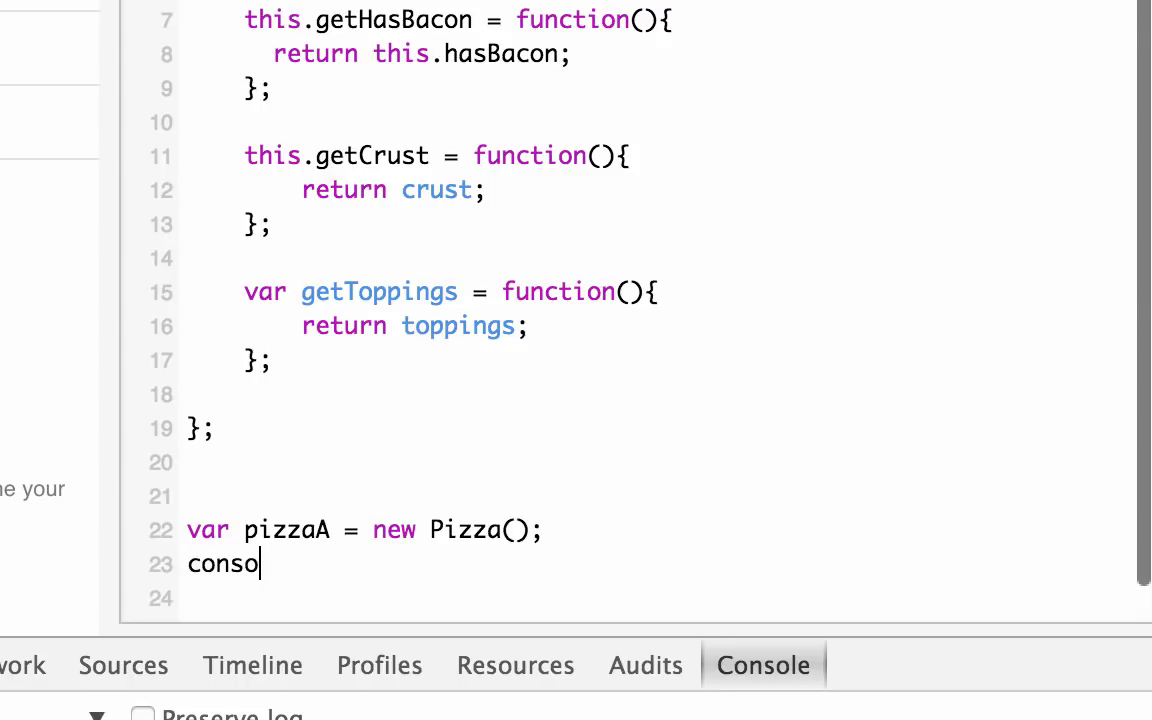 7 this.getHasBacon = function(){
8 return this.hasBacon;
9 };
10
11 this.getCrust = function(){
12 return crust;
13 };
14
15 var getToppings = function(){
16 return toppings;
17 };
18
19 };
20
21
ne your
22 var pizzaA = new Pizza();
23 conso
24
work Sources Timeline Profiles Resources Audits Console
Preserve log